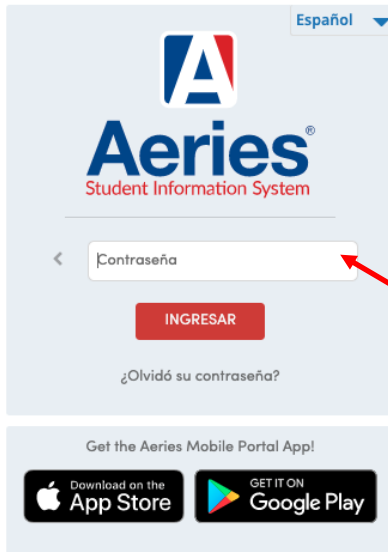 Español
Aeries®
Student Information System
Contraseña
INGRESAR
¿Olvidó su contraseña?
Get the Aeries Mobile Portal App!
Download on the
App Store
GET IT ON
Google Play